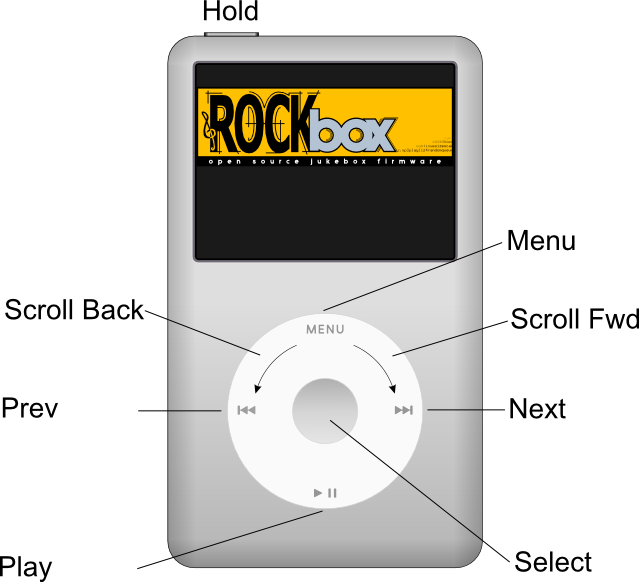 Hold
ROCKbox
open source jukebox firmware
Menu
Scroll Back
Scroll Fwd
MENU
Prev
Next
Play
Select